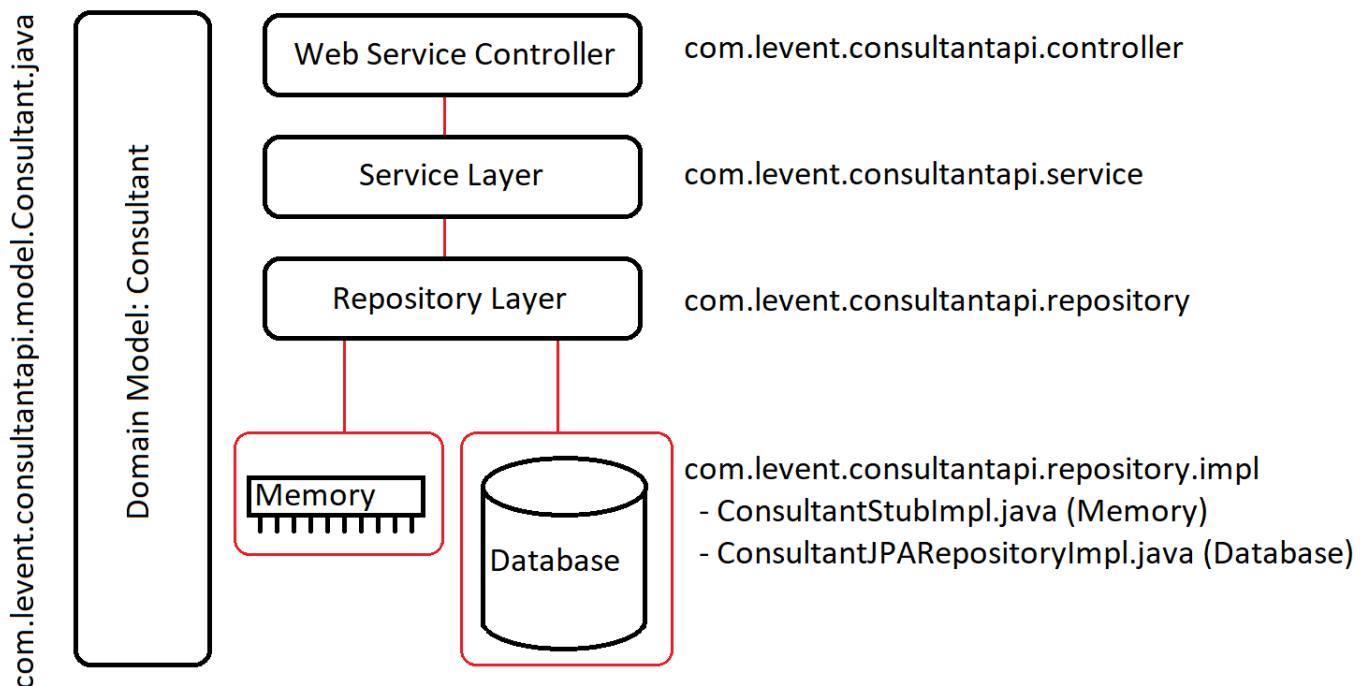 com.levent.consultantapi.model.Consultant.java
Domain Model: Consultant
Web Service Controller
com.levent.consultantapi.controller
Service Layer
com.levent.consultantapi.service
Repository Layer
com.levent.consultantapi.repository
Memory
Database
com.levent.consultantapi.repository.impl
- ConsultantStubImpl.java (Memory)
- ConsultantJPARepositoryImpl.java (Database)